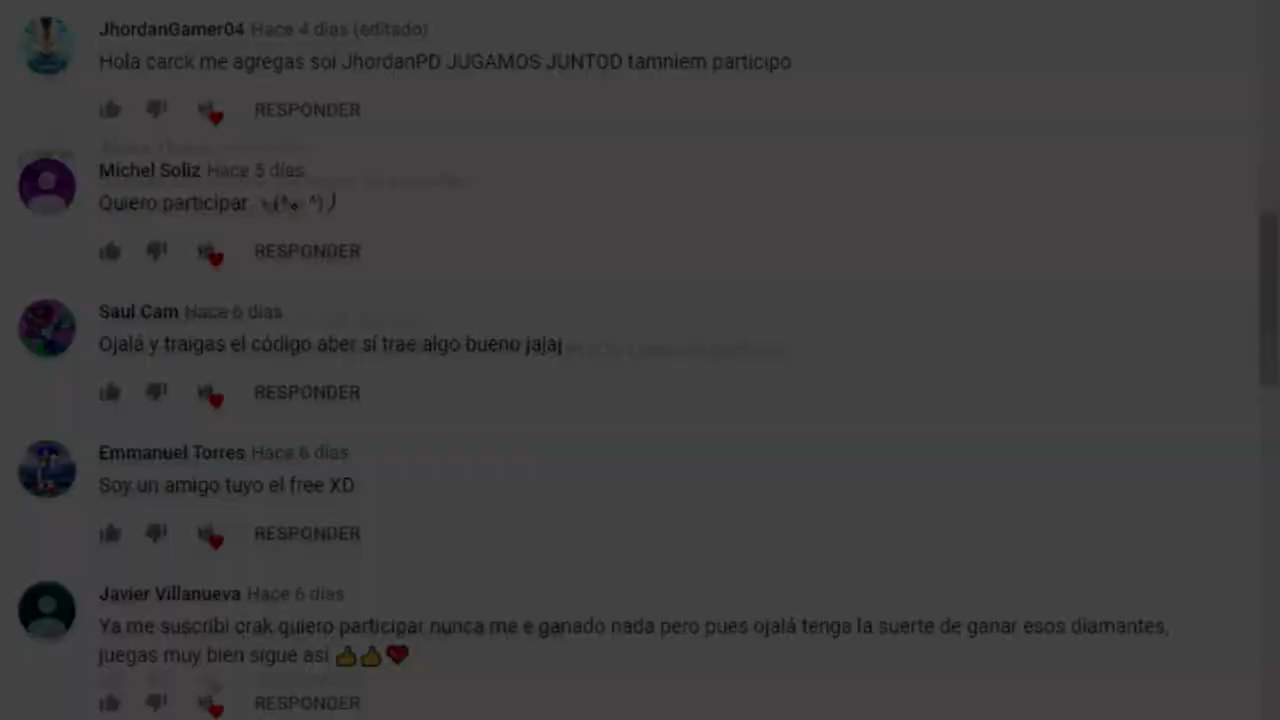 JhordanGamer04 Hace 4 días (editado)
Hola carck me agregas soi JhordanPD JUGAMOS JUNTOD tamniem participo
RESPONDER
Michel Soliz Hace 5 días
Quiero participar
RESPONDER
Saul Cam Hace 6 días
Ojalá y traigas el código aber sí trae algo bueno jajaj
RESPONDER
Emmanuel Torres Hace 6 días
Soy un amigo tuyo el free XD
RESPONDER
Javier Villanueva Hace 6 días
Ya me suscribi crak quiero participar nunca me e ganado nada pero pues ojalá tenga la suerte de ganar esos diamantes,
juegas muy bien sigue asi 👍👍❤
RESPONDER